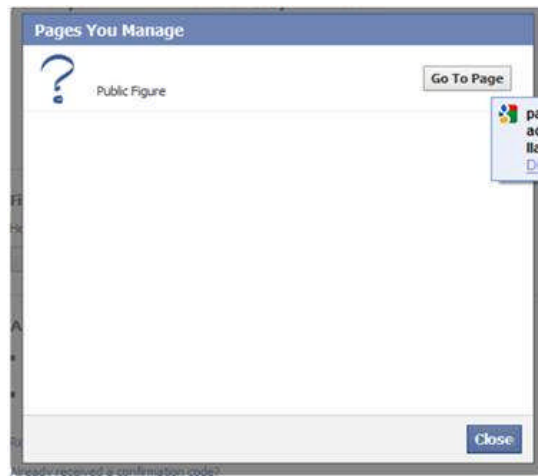 Pages You Manage
Go To Page
Public Figure
Close
Already received a confirmation code?